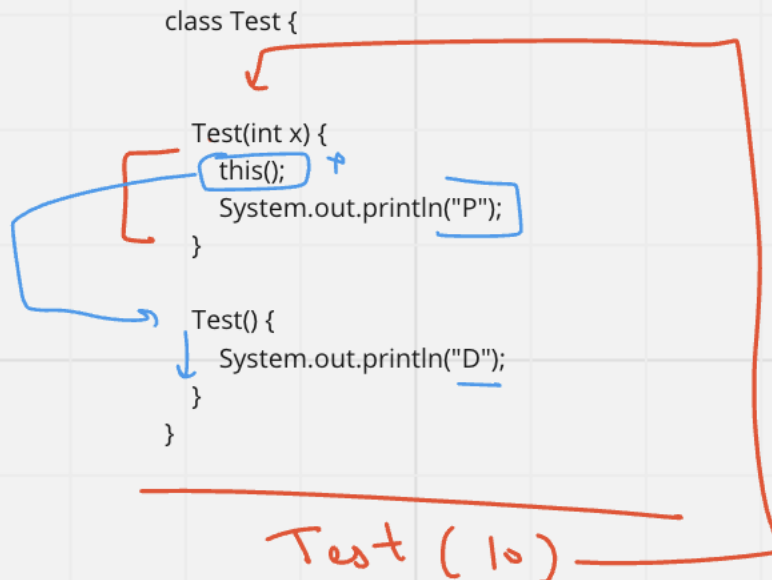 class Test {
Test(int x) {
this();
System.out.println("P");
}
Test() {
System.out.println("D");
}
}
Test (10)